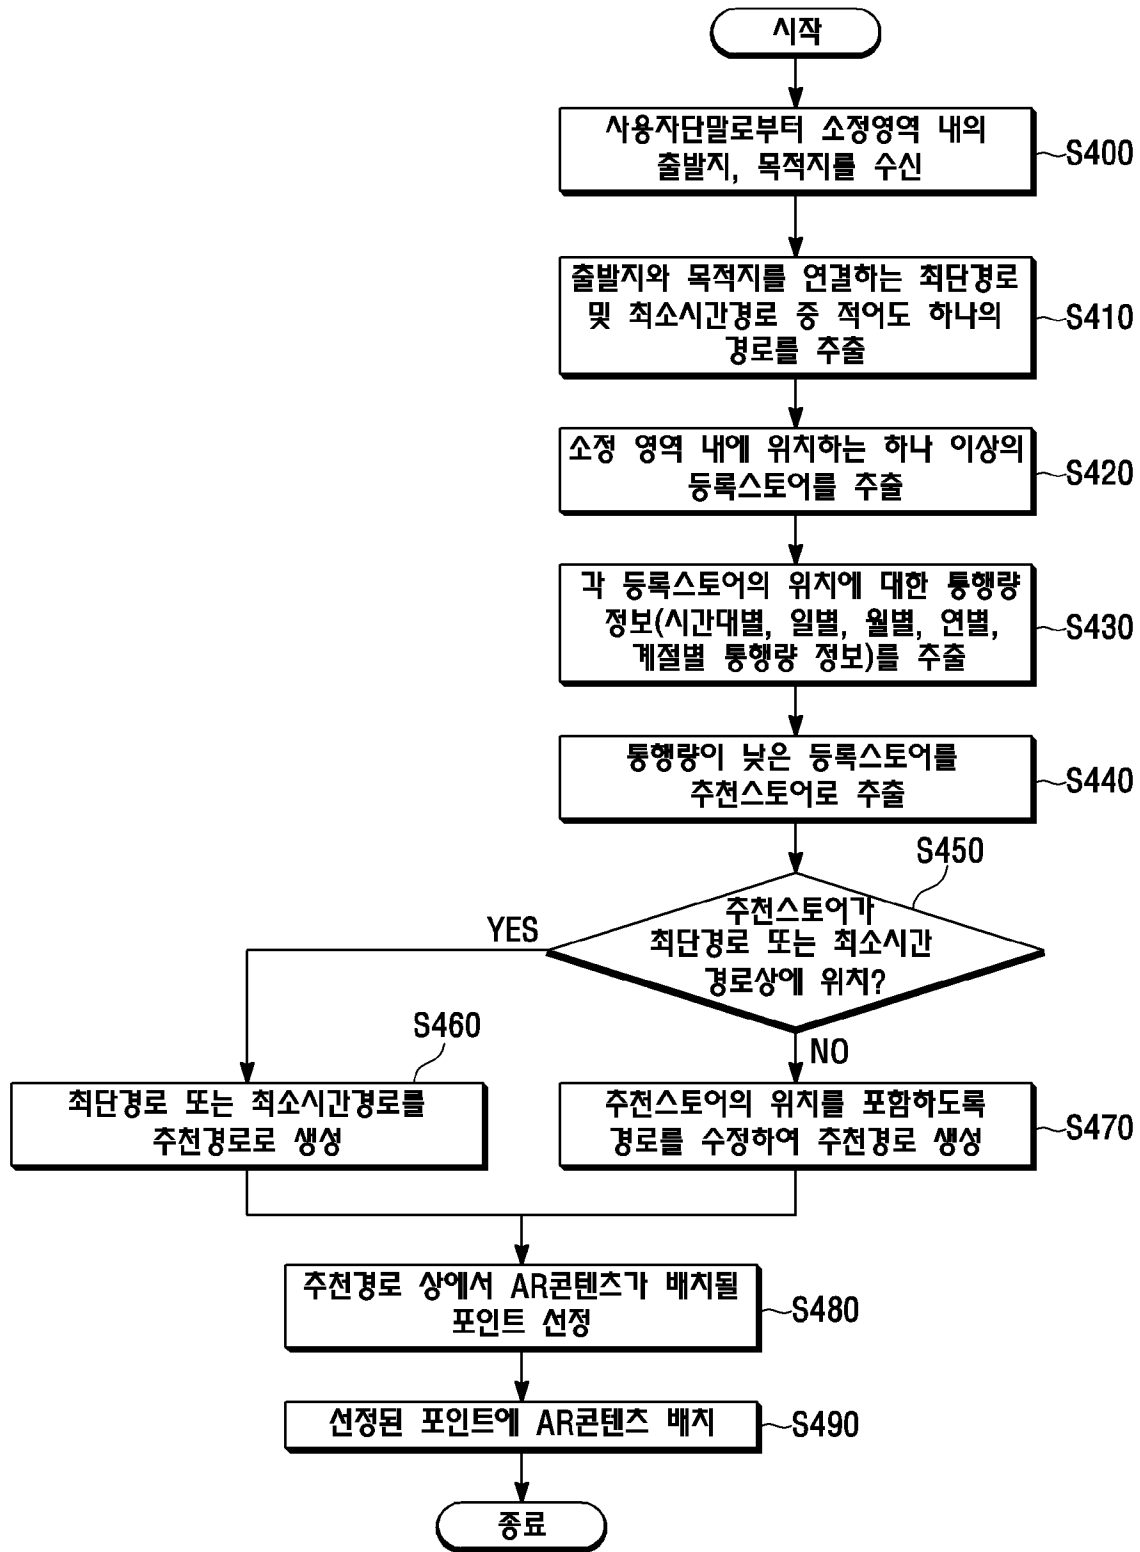 시작
사용자단말로부터 소정영역 내의
출발지, 목적지를 수신
S400
출발지와 목적지를 연결하는 최단경로
및 최소시간경로 중 적어도 하나의
경로를 추출
S410
소정 영역 내에 위치하는 하나 이상의
등록스토어를 추출
S420
각 등록스토어의 위치에 대한 통행량
정보(시간대별, 일별, 월별, 연별,
계절별 통행량 정보)를 추출
S430
통행량이 낮은 등록스토어를
추천스토어로 추출
S440
S450
추천스토어가
최단경로 또는 최소시간
경로상에 위치?
YES
NO
S460
최단경로 또는 최소시간경로를
추천경로로 생성
추천스토어의 위치를 포함하도록
경로를 수정하여 추천경로 생성
S470
추천경로 상에서 AR콘텐츠가 배치될
포인트 선정
S480
선정된 포인트에 AR콘텐츠 배치
S490
종료